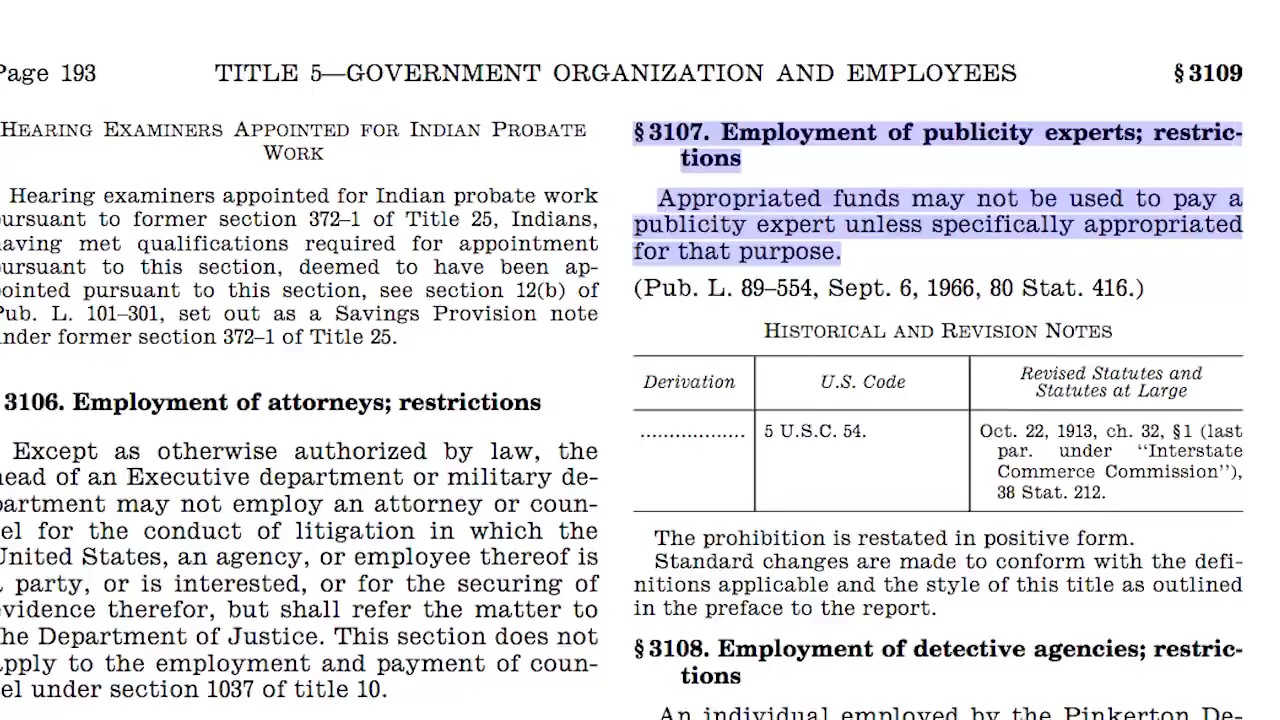 Page 193
TITLE 5—GOVERNMENT ORGANIZATION AND EMPLOYEES
§ 3109
HEARING EXAMINERS APPOINTED FOR INDIAN PROBATE
WORK
Hearing examiners appointed for Indian probate work
pursuant to former section 372–1 of Title 25, Indians,
having met qualifications required for appointment
pursuant to this section, deemed to have been ap-
pointed pursuant to this section, see section 12(b) of
Pub. L. 101–301, set out as a Savings Provision note
under former section 372–1 of Title 25.
3106. Employment of attorneys; restrictions
Except as otherwise authorized by law, the
head of an Executive department or military de-
partment may not employ an attorney or coun-
sel for the conduct of litigation in which the
United States, an agency, or employee thereof is
a party, or is interested, or for the securing of
evidence therefor, but shall refer the matter to
the Department of Justice. This section does not
apply to the employment and payment of coun-
sel under section 1037 of title 10.
§ 3107. Employment of publicity experts; restric-
tions
Appropriated funds may not be used to pay a
publicity expert unless specifically appropriated
for that purpose.
(Pub. L. 89–554, Sept. 6, 1966, 80 Stat. 416.)
HISTORICAL AND REVISION NOTES
Derivation
U.S. Code
Revised Statutes and
Statutes at Large
..................
5 U.S.C. 54.
Oct. 22, 1913, ch. 32, §1 (last
par. under “Interstate
Commerce Commission”),
38 Stat. 212.
The prohibition is restated in positive form.
Standard changes are made to conform with the defi-
nitions applicable and the style of this title as outlined
in the preface to the report.
§ 3108. Employment of detective agencies; restric-
tions
An individual employed by the Pinkerton De-